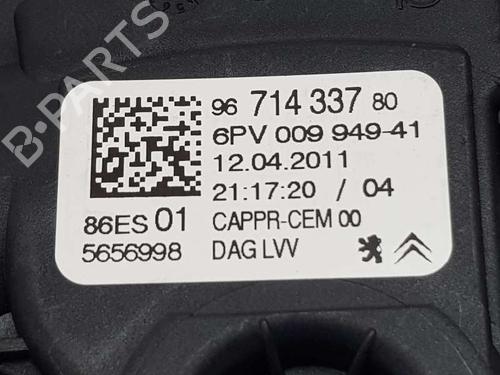 96 714 337 80
6PV 009 949-41
12.04.2011
21:17:20 / 04
86ES 01 CAPPR-CEM 00
5656998 DAG LVV
B-PARTS